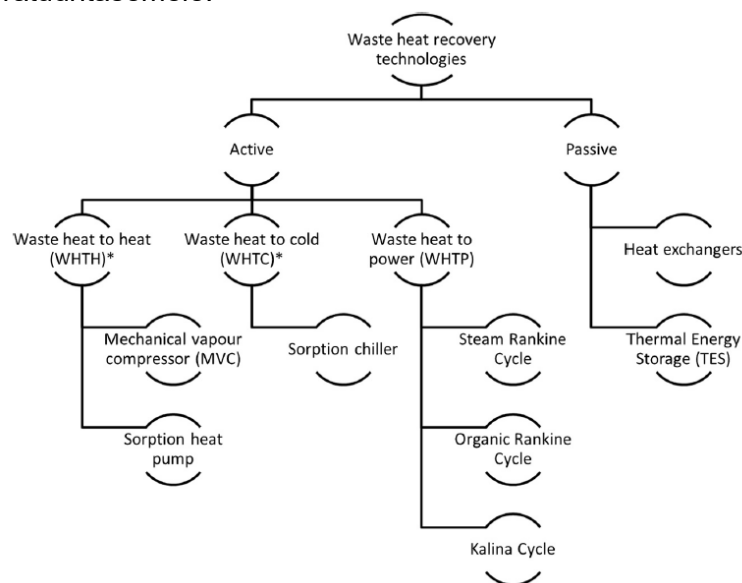 Waste heat recovery
technologies
Active
Passive
Waste heat to heat
(WHTH)*
Waste heat to cold
(WHTC)*
Waste heat to
power (WHTP)
Heat exchangers
Mechanical vapour
compressor (MVC)
Sorption chiller
Steam Rankine
Cycle
Thermal Energy
Storage (TES)
Sorption heat
pump
Organic Rankine
Cycle
Kalina Cycle